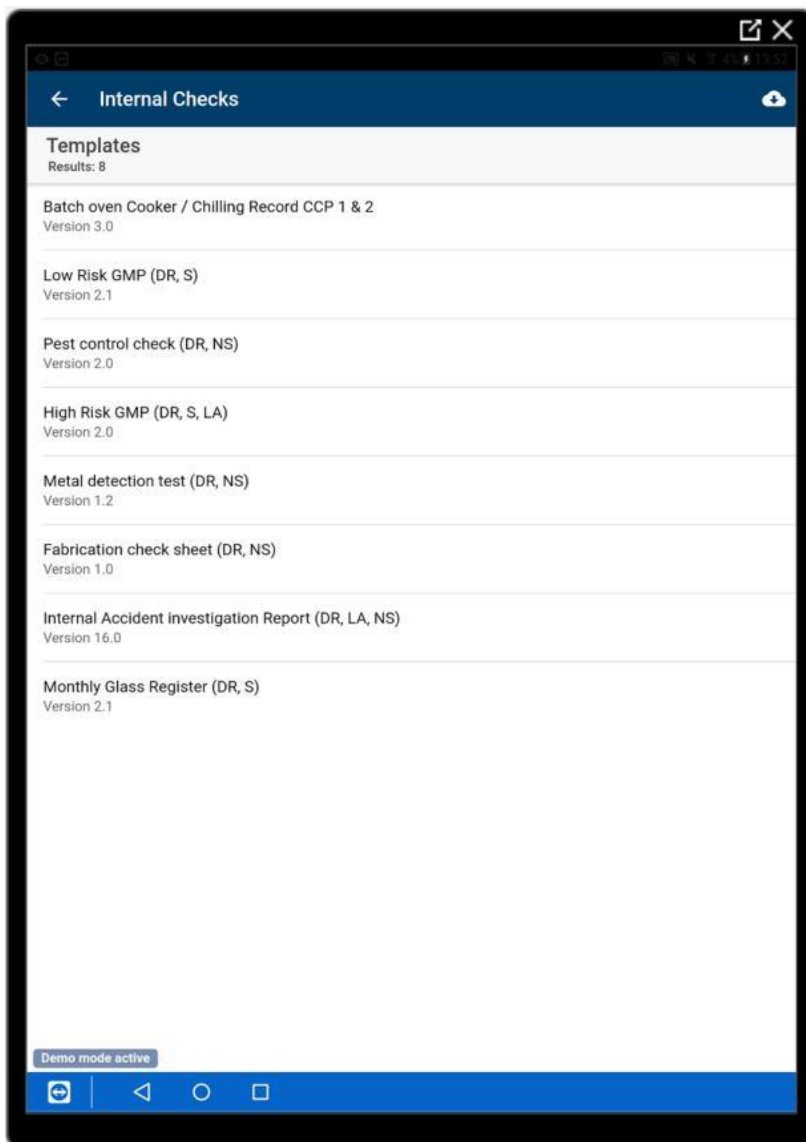 4% 13:52
Internal Checks
Templates
Results: 8
Batch oven Cooker / Chilling Record CCP 1 & 2
Version 3.0
Low Risk GMP (DR, S)
Version 2.1
Pest control check (DR, NS)
Version 2.0
High Risk GMP (DR, S, LA)
Version 2.0
Metal detection test (DR, NS)
Version 1.2
Fabrication check sheet (DR, NS)
Version 1.0
Internal Accident investigation Report (DR, LA, NS)
Version 16.0
Monthly Glass Register (DR, S)
Version 2.1
Demo mode active